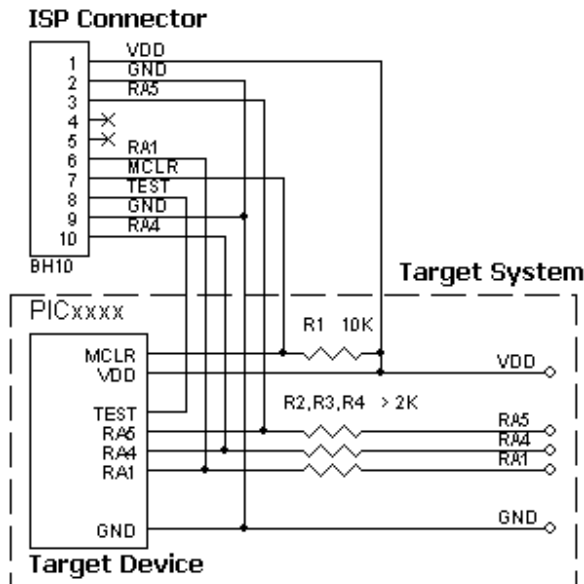 ISP Connector
1 VDD
2 GND
3 RA5
4
5
6 RA1
7 MCLR
8 TEST
9 GND
10 RA4
BH10
Target System
PICxxxx
R1 10K
MCLR
VDD
VDD
R2,R3,R4 > 2K
TEST
RA5
RA5
RA4
RA4
RA1
RA1
GND
GND
Target Device